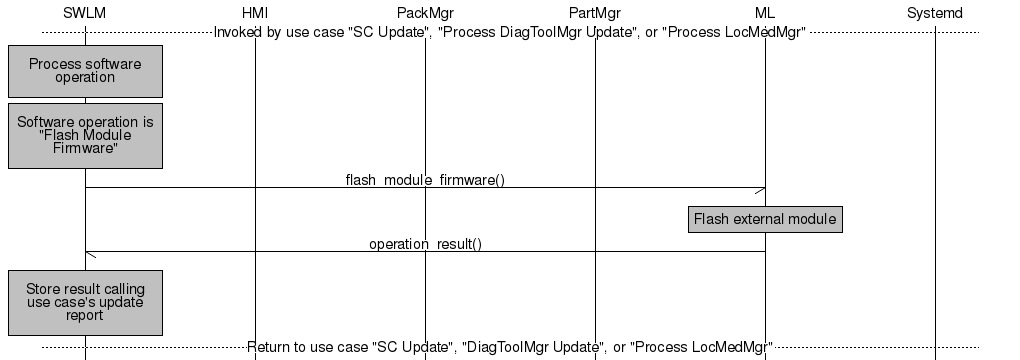 SWLM HMI PackMgr PartMgr ML Systemd
Invoked by use case "SC Update", "Process DiagToolMgr Update", or "Process LocMedMgr"
Process software
operation
Software operation is
"Flash Module
Firmware"
flash_module_firmware()
Flash external module
operation_result()
Store result calling
use case's update
report
Return to use case "SC Update", "DiagToolMgr Update", or "Process LocMedMgr"